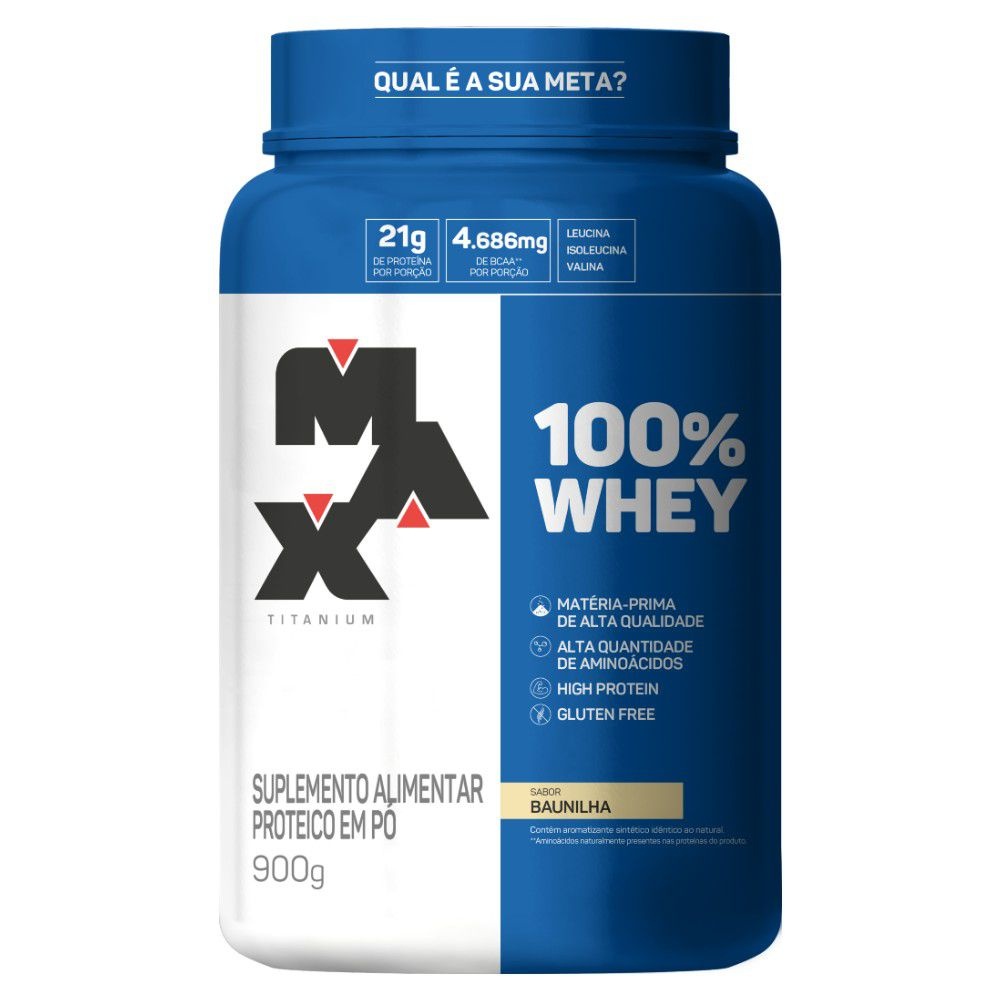 QUAL É A SUA META?
21g
DE PROTEÍNA
POR PORÇÃO
4.686mg
DE BCAA**
POR PORÇÃO
LEUCINA
ISOLEUCINA
VALINA
MAX
TITANIUM
100%
WHEY
MATÉRIA-PRIMA
DE ALTA QUALIDADE
ALTA QUANTIDADE
DE AMINOÁCIDOS
HIGH PROTEIN
GLUTEN FREE
SUPLEMENTO ALIMENTAR
PROTEICO EM PÓ
900g
SABOR
BAUNILHA
Contém aromatizante sintético idêntico ao natural.
**Aminoácidos naturalmente presentes nas proteínas do produto.